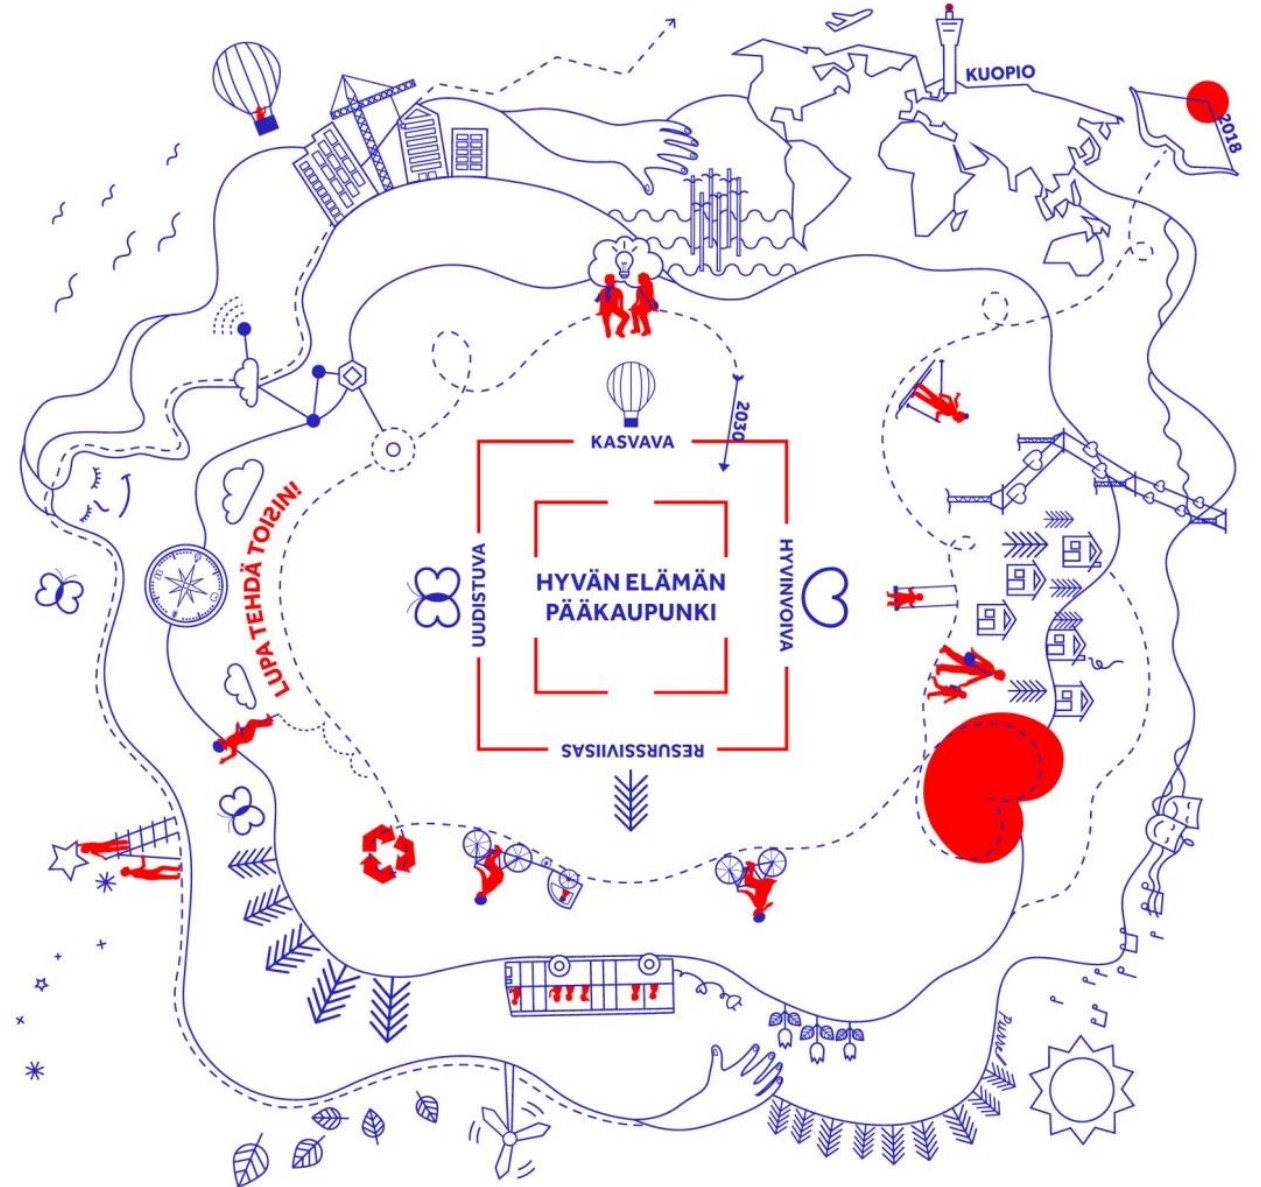 KUOPIO
2018
2030
KASVAVA
LUPA TEHDÄ TOISIN!
UUDISTUVA
HYVÄN ELÄMÄN
PÄÄKAUPUNKI
HYVINVOIVA
RESURSSIVIISAS